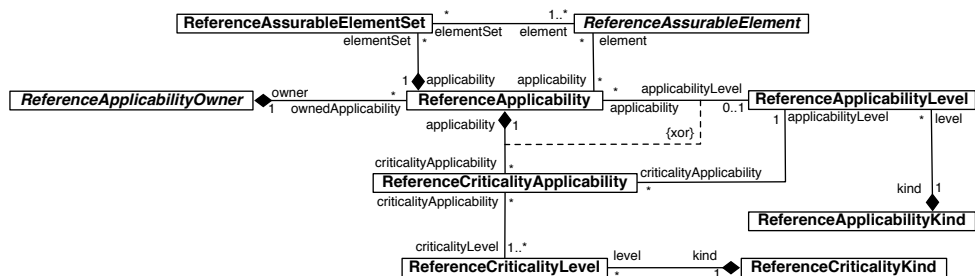 ReferenceAssurableElementSet * 1..* ReferenceAssurableElement
elementSet * elementSet element * element
1 applicability applicability * applicabilityLevel
ReferenceApplicabilityOwner owner * ReferenceApplicability * ReferenceApplicabilityLevel
1 ownedApplicability applicability 0..1
applicability 1 {xor} 1 applicabilityLevel * level
criticalityApplicability * criticalityApplicability
ReferenceCriticalityApplicability *
criticalityApplicability * kind 1
ReferenceApplicabilityKind
criticalityLevel 1..* level kind
ReferenceCriticalityLevel * 1 ReferenceCriticalityKind